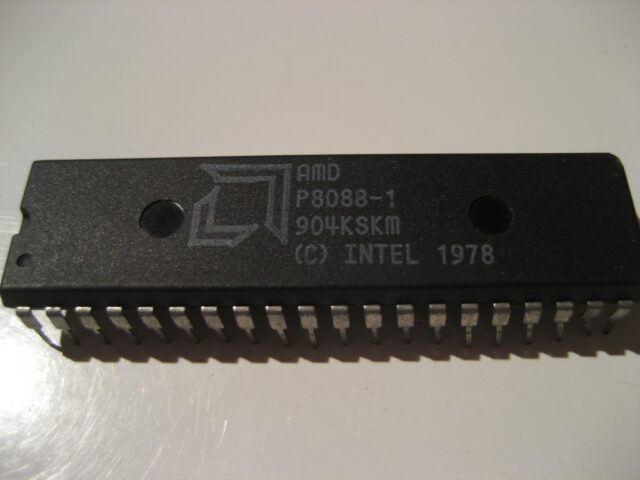 AMD
P8088-1
904KSKM
(C) INTEL 1978